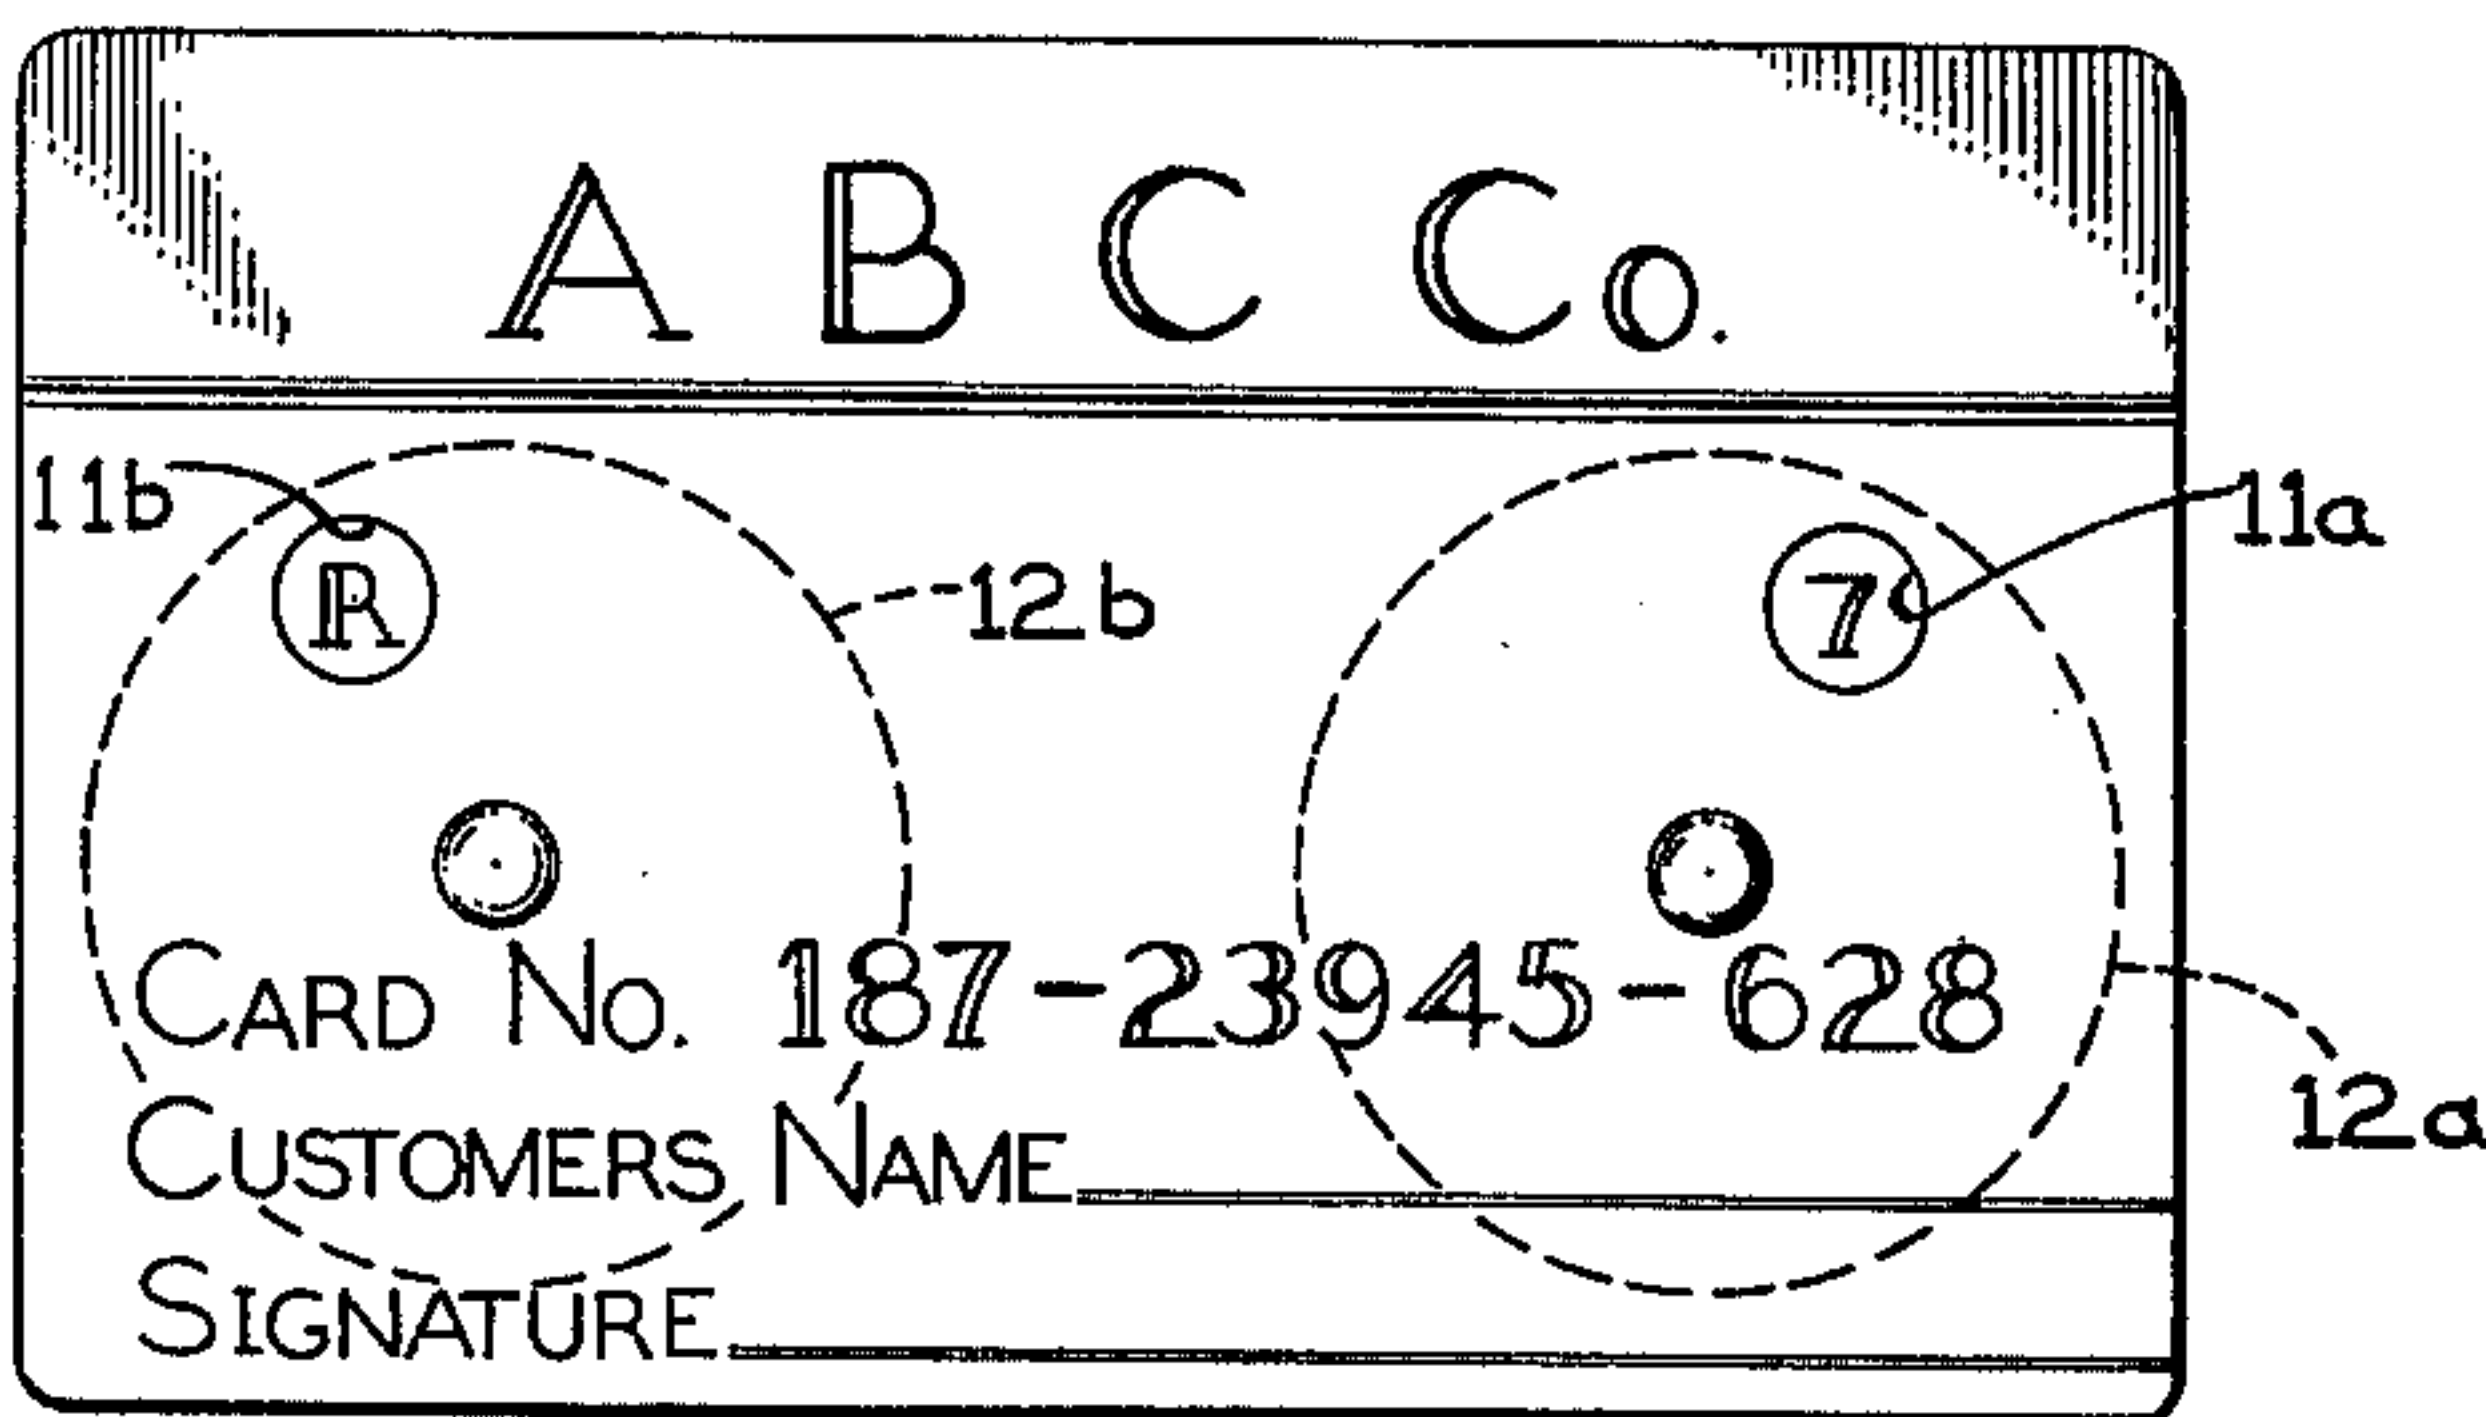 A B C Co.
11b
11a
R
7
12b
CARD NO. 187-23945-628
12a
CUSTOMERS NAME
SIGNATURE